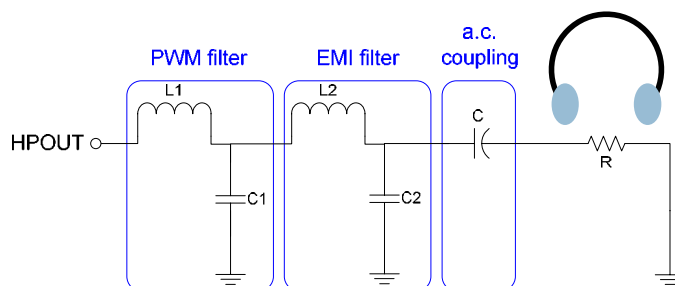 PWM filter
EMI filter
a.c.
coupling
L1
L2
C
HPOUT
R
C1
C2